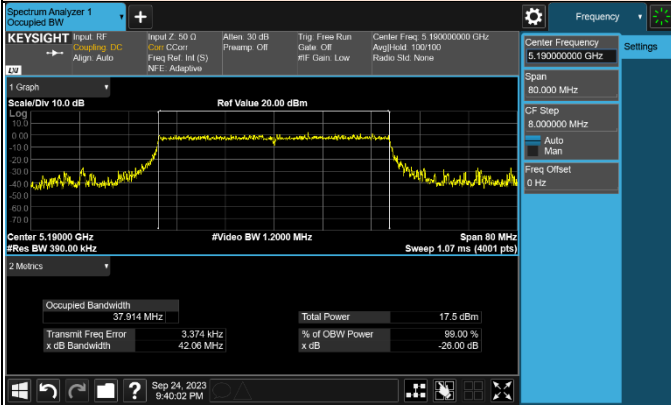 Spectrum Analyzer 1
Occupied BW
+
Frequency
KEYSIGHT
Input: RF
Coupling: DC
Align: Auto
Input Z: 50 Ω
Corr CCorr
Freq Ref: Int (S)
NFE: Adaptive
Atten: 30 dB
Preamp: Off
Trig: Free Run
Gate: Off
#IF Gain: Low
Center Freq: 5.190000000 GHz
Avg|Hold: 100/100
Radio Std: None
Center Frequency
5.190000000 GHz
Settings
Span
80.000 MHz
CF Step
8.000000 MHz
Auto
Man
Freq Offset
0 Hz
1 Graph
Scale/Div 10.0 dB
Ref Value 20.00 dBm
Log
10.0
0.00
-10.0
-20.0
-30.0
-40.0
-50.0
-60.0
-70.0
Center 5.19000 GHz
#Video BW 1.2000 MHz
Span 80 MHz
#Res BW 390.00 kHz
Sweep 1.07 ms (4001 pts)
2 Metrics
Occupied Bandwidth
37.914 MHz
Total Power
17.5 dBm
Transmit Freq Error
3.374 kHz
% of OBW Power
99.00 %
x dB Bandwidth
42.06 MHz
x dB
-26.00 dB
?
Sep 24, 2023
9:40:02 PM